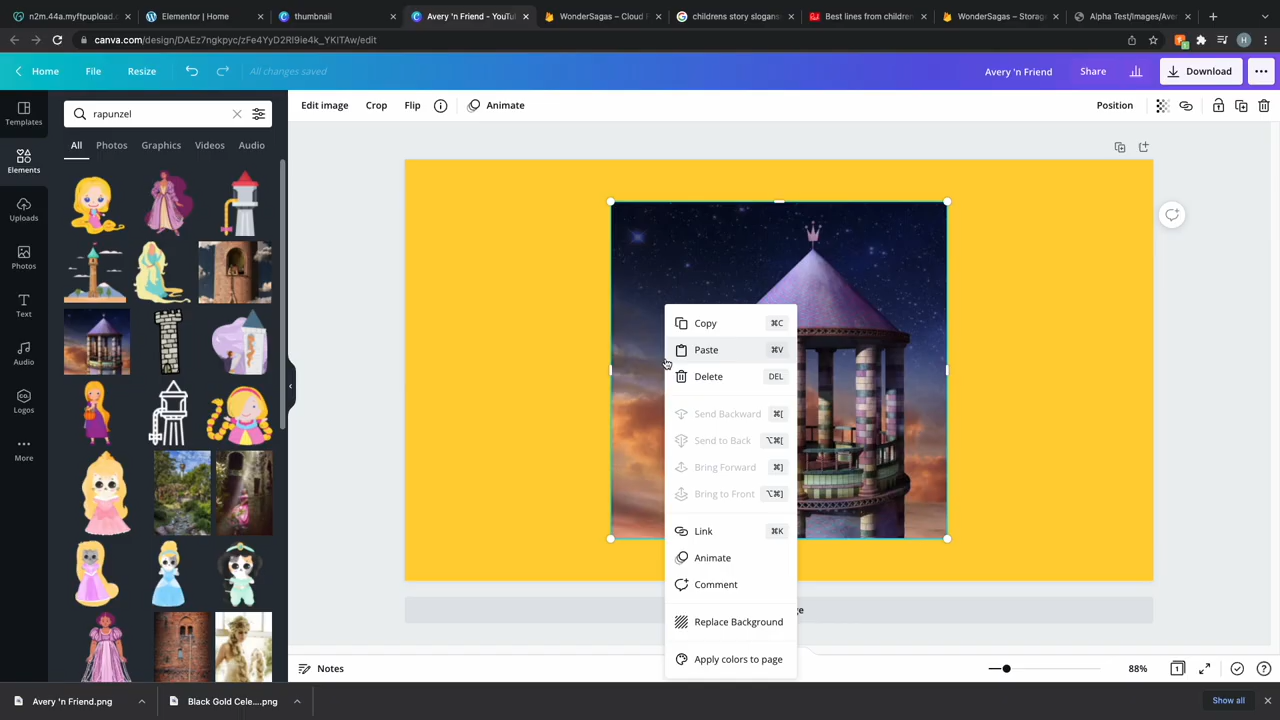 n2m.44a.myftpupload.c
Elementor | Home
thumbnail
Avery 'n Friend - YouTu
WonderSagas – Cloud F
childrens story slogans
Best lines from children
WonderSagas – Storag
Alpha Test/Images/Aver
canva.com/design/DAEz7ngkpyc/zFe4YyD2Rl9ie4k_YKITAw/edit
H
Home
File
Resize
All changes saved
Avery 'n Friend
Share
Download
Templates
rapunzel
Edit image
Crop
Flip
Animate
Position
All
Photos
Graphics
Videos
Audio
Elements
Uploads
Photos
Text
Audio
Logos
More
Copy ⌘C
Paste ⌘V
Delete DEL
Send Backward ⌘[
Send to Back ⌥⌘[
Bring Forward ⌘]
Bring to Front ⌥⌘]
Link ⌘K
Animate
Comment
Replace Background
Apply colors to page
Notes
88%
1
Avery 'n Friend.png
Black Gold Cele....png
Show all